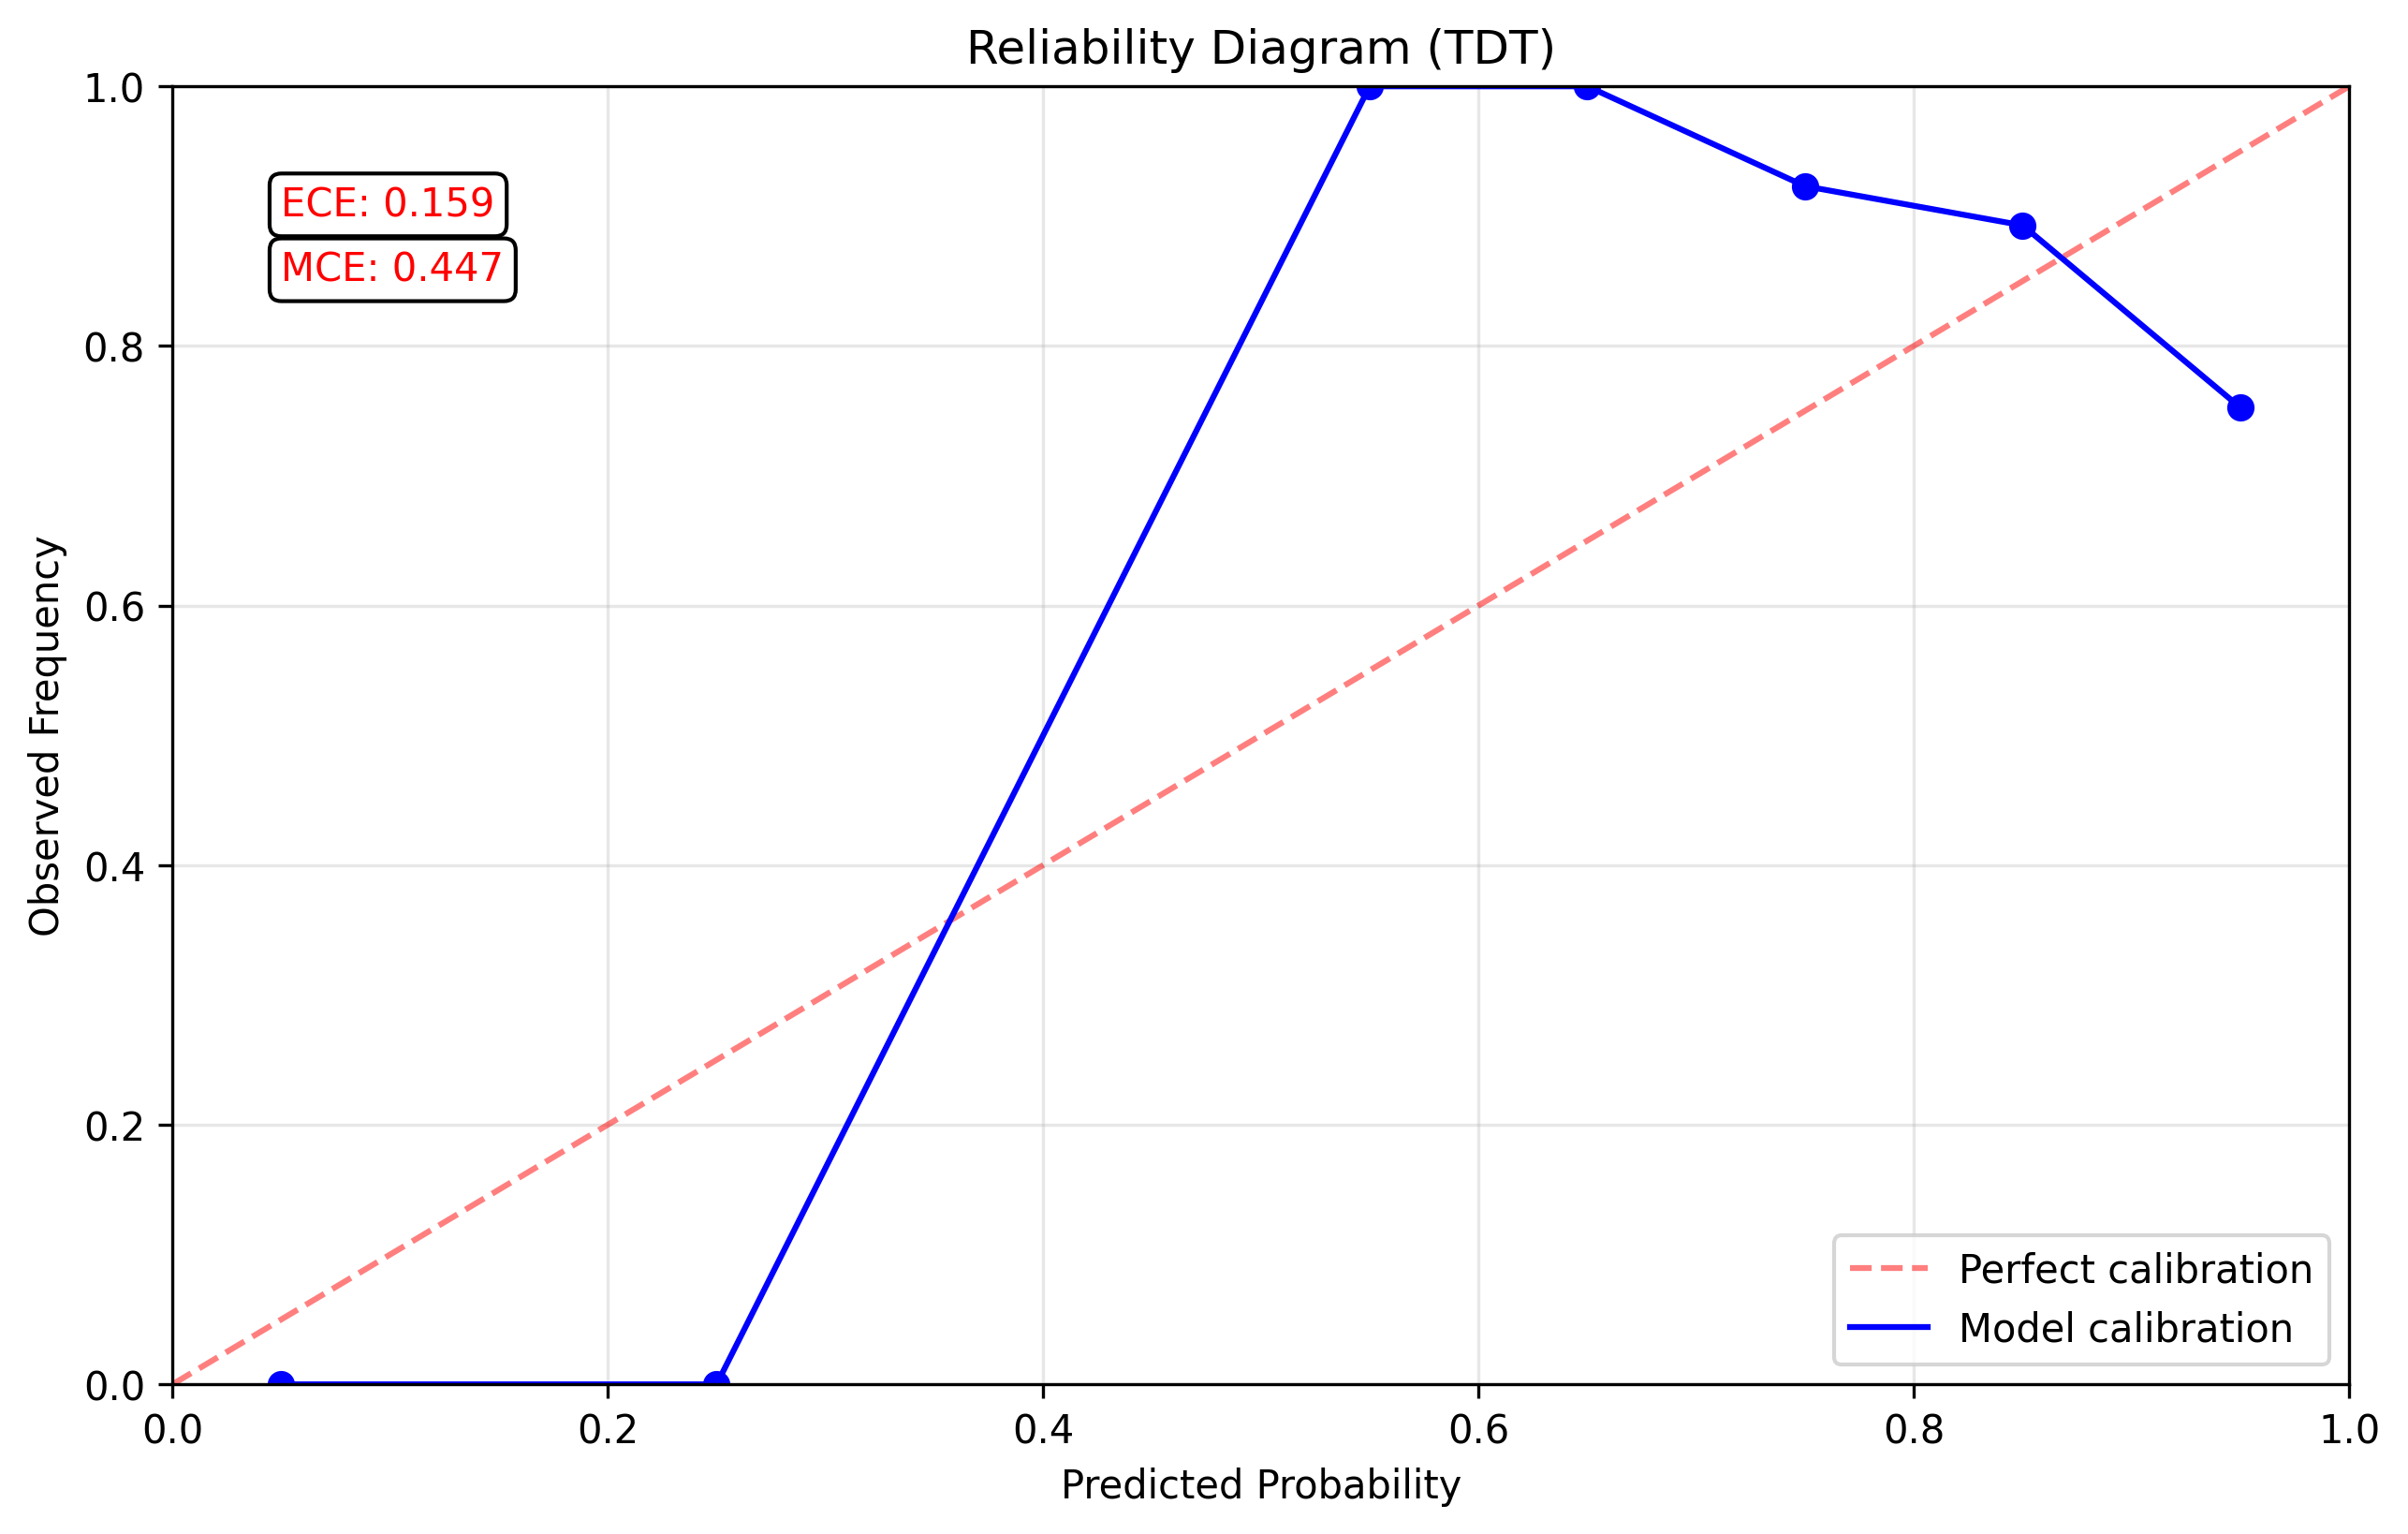 Reliability Diagram (TDT)
1.0
0.8
0.6
0.4
0.2
0.0
Observed Frequency
ECE: 0.159
MCE: 0.447
Perfect calibration
Model calibration
0.0 0.2 0.4 0.6 0.8 1.0
Predicted Probability